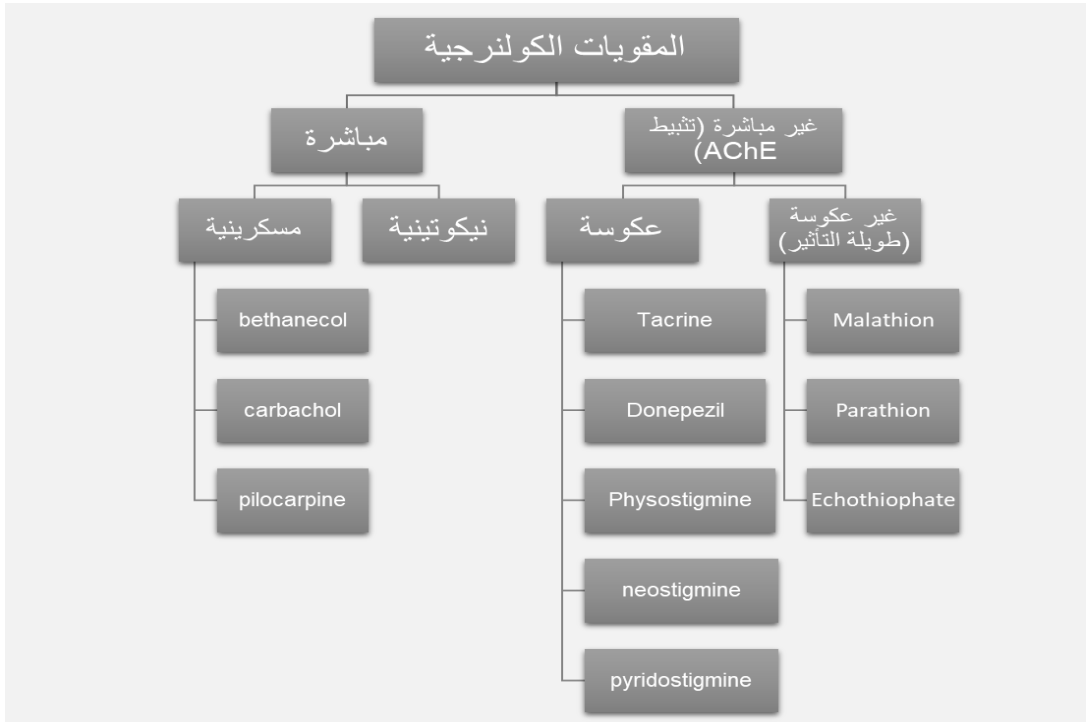 المقويات الكولنرجية
مباشرة
غير مباشرة (تثبيط
AChE)
مسكرينية
نيكوتينية
عكوسة
غير عكوسة
(طويلة التأثير)
bethanecol
carbachol
pilocarpine
Tacrine
Donepezil
Physostigmine
neostigmine
pyridostigmine
Malathion
Parathion
Echothiophate